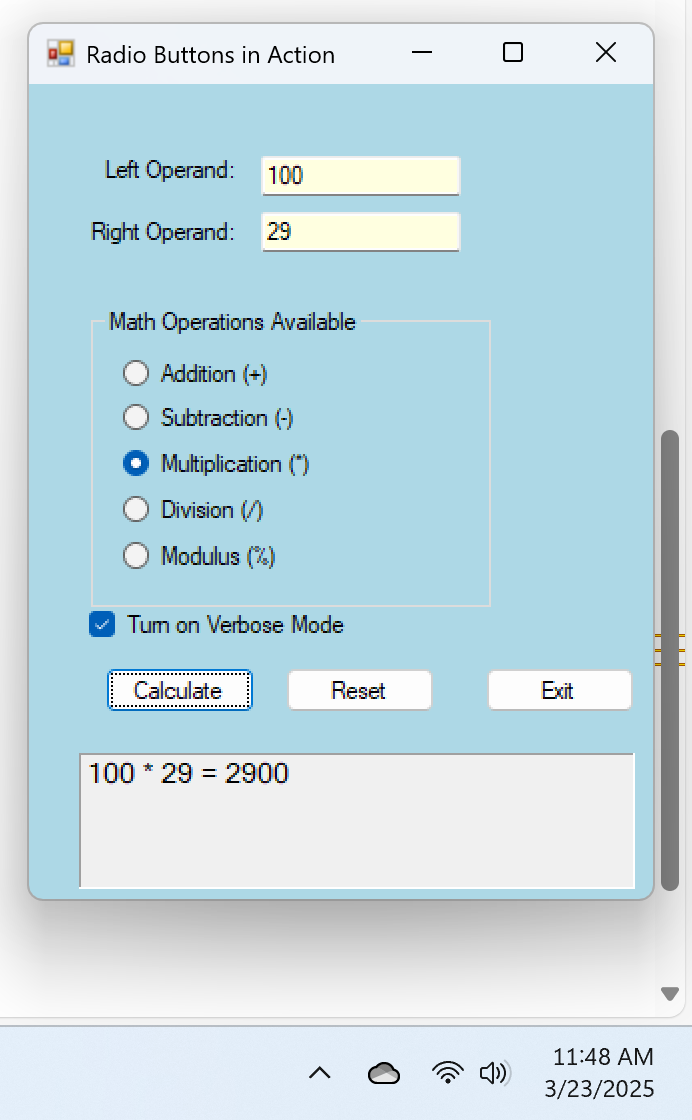 Radio Buttons in Action
Left Operand: 100
Right Operand: 29
Math Operations Available
Addition (+)
Subtraction (-)
Multiplication (*)
Division (/)
Modulus (%)
Turn on Verbose Mode
Calculate Reset Exit
100 * 29 = 2900
11:48 AM
3/23/2025